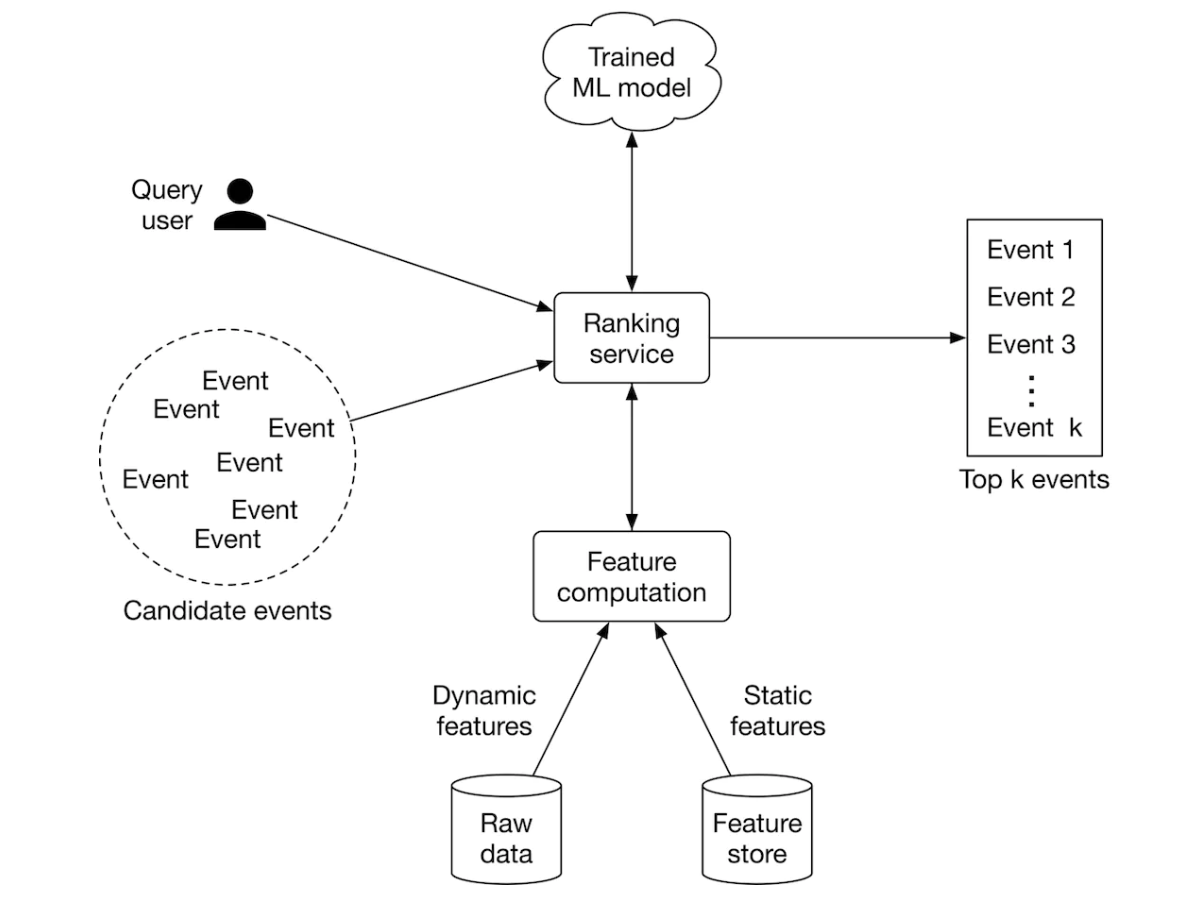 Trained
ML model
Query
user
Ranking
service
Event 1
Event 2
Event 3
Event k
Top k events
Event
Event
Event
Event
Event
Event
Event
Candidate events
Feature
computation
Dynamic
features
Static
features
Raw
data
Feature
store